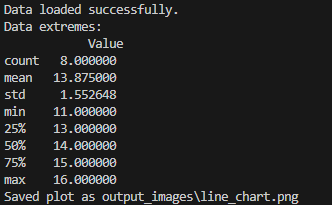 Data loaded successfully.
Data extremes:
Value
count 8.000000
mean 13.875000
std 1.552648
min 11.000000
25% 13.000000
50% 14.000000
75% 15.000000
max 16.000000
Saved plot as output_images\line_chart.png